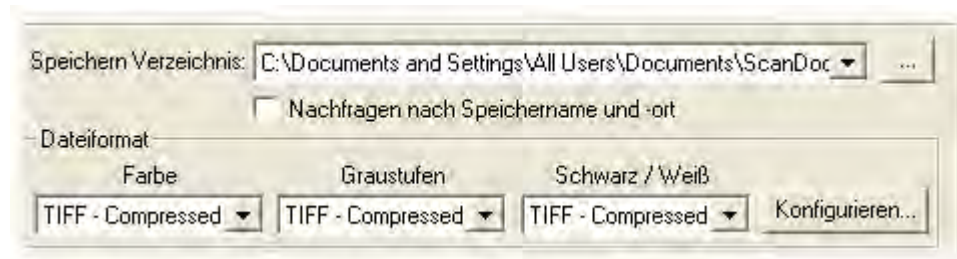 Speichern Verzeichnis: C:\Documents and Settings\All Users\Documents\ScanDoc ...
Nachfragen nach Speichername und -ort
Dateiformat
Farbe Graustufen Schwarz / Weiß
TIFF - Compressed TIFF - Compressed TIFF - Compressed Konfigurieren...